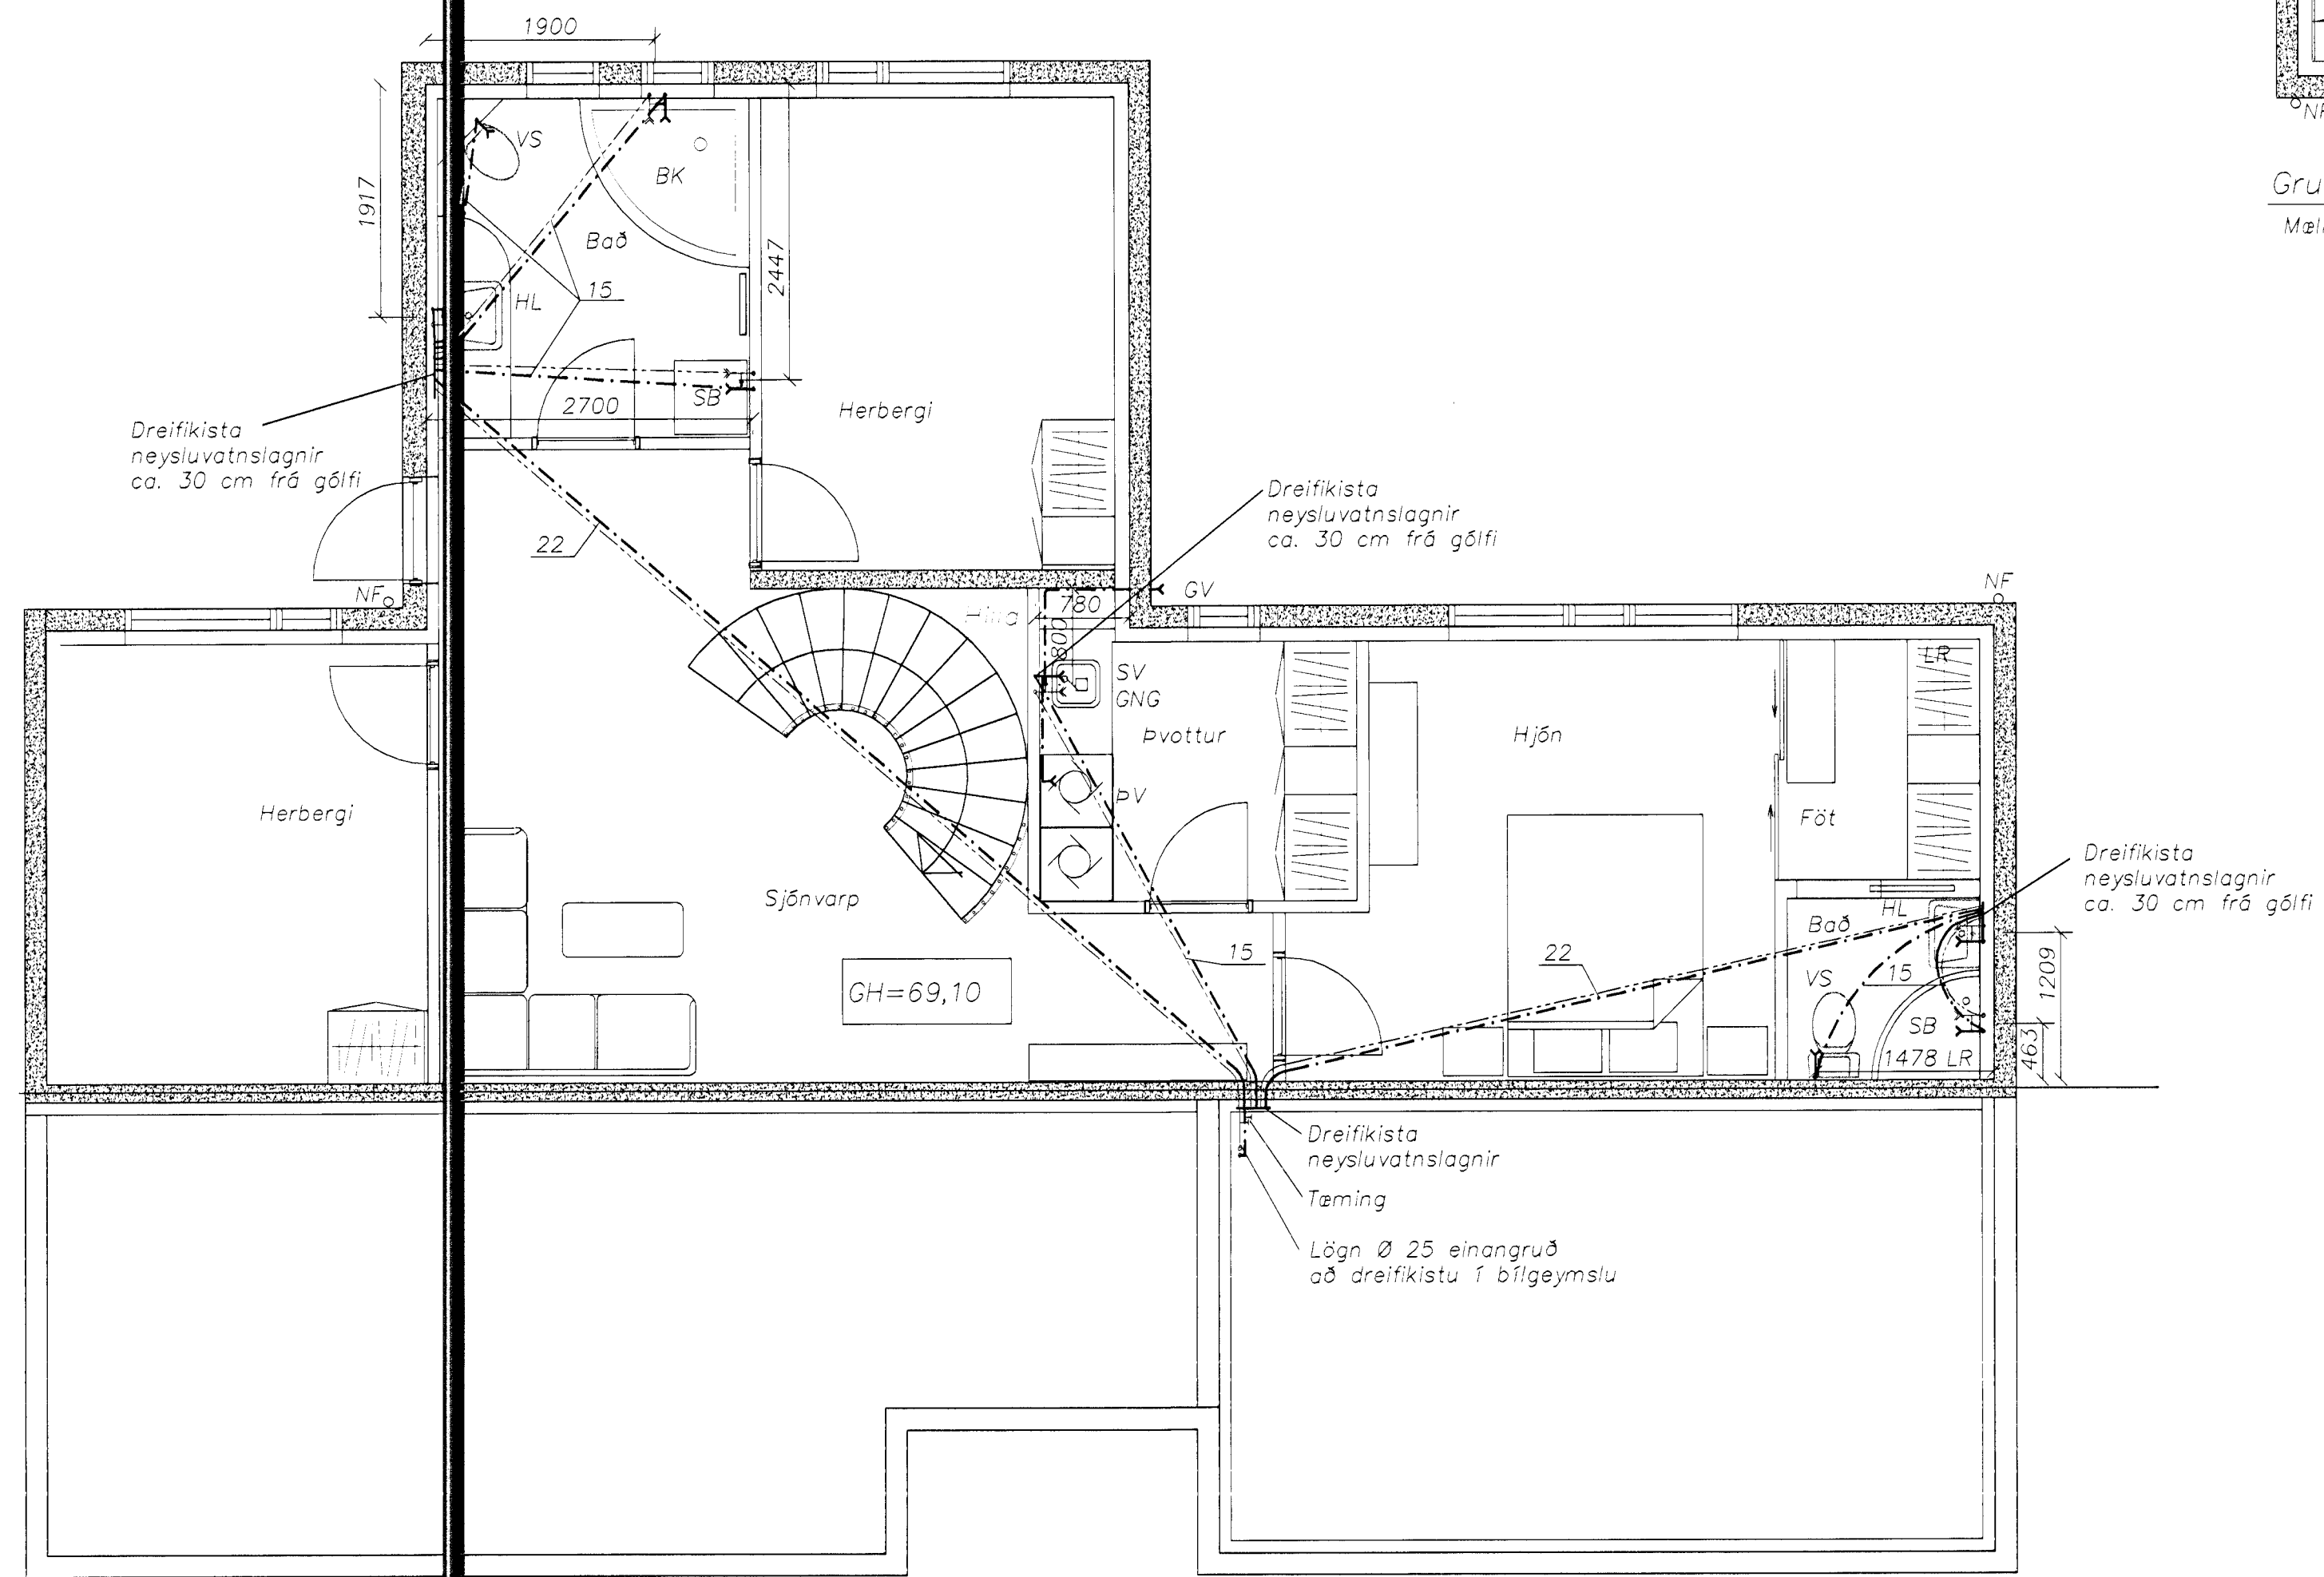 1900
NF
Gru
Mæl
1917
VS
BK
Bað
15
HL
2447
SB
2700
Herbergi
Dreifikista
neysluvatnslagnir
ca. 30 cm frá gólfi
22
Dreifikista
neysluvatnslagnir
ca. 30 cm frá gólfi
NF
780
GV
NF
800
SV
GNG
LR
Þvottur
Hjón
ÞV
Herbergi
Föt
Sjónvarp
Dreifikista
neysluvatnslagnir
ca. 30 cm frá gólfi
HL
Bað
15
22
VS
15
1209
GH=69,10
SB
463
1478 LR
Dreifikista
neysluvatnslagnir
Tæming
Lögn Ø 25 einangruð
að dreifikistu í bílgeymslu